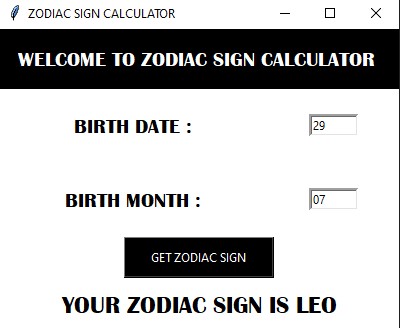 ZODIAC SIGN CALCULATOR
WELCOME TO ZODIAC SIGN CALCULATOR
BIRTH DATE : 29
BIRTH MONTH : 07
GET ZODIAC SIGN
YOUR ZODIAC SIGN IS LEO